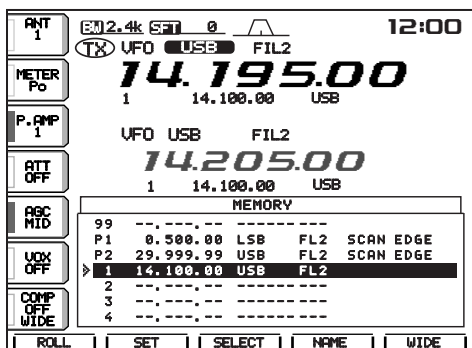 ANT
1
BW 2.4k SFT 0 12:00
TX VFO USB FIL2
METER
Po
14.195.00
1 14.100.00 USB
P.AMP
1
VFO USB FIL2
14.205.00
ATT
OFF
1 14.100.00 USB
MEMORY
AGC
MID
99 --.---.-- ------ ---
P1 0.500.00 LSB FL2 SCAN EDGE
P2 29.999.99 USB FL2 SCAN EDGE
VOX
OFF
1 14.100.00 USB FL2
2 --.---.-- ------ ---
3 --.---.-- ------ ---
4 --.---.-- ------ ---
COMP
OFF
WIDE
ROLL SET SELECT NAME WIDE